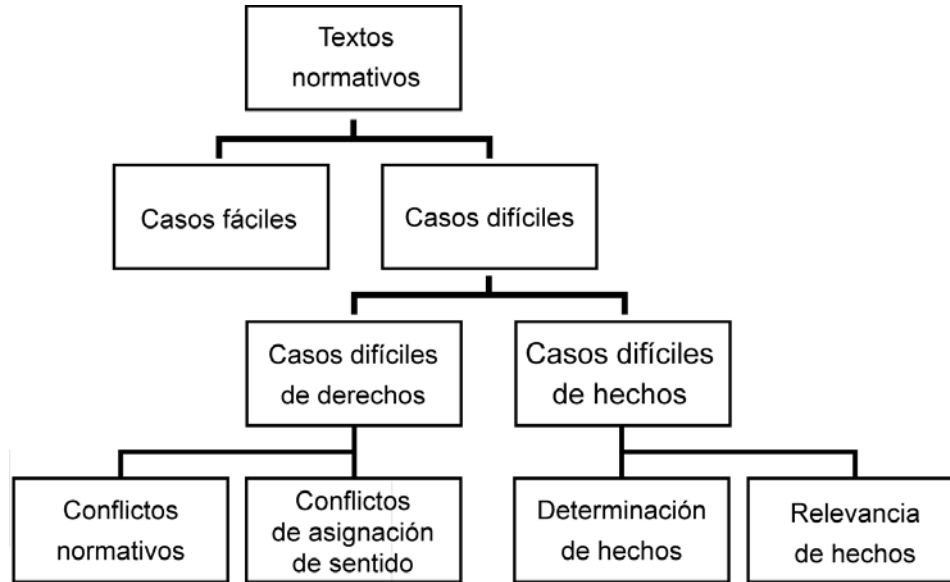 Textos
normativos
Casos fáciles
Casos difíciles
Casos difíciles
de derechos
Casos difíciles
de hechos
Conflictos
normativos
Conflictos
de asignación
de sentido
Determinación
de hechos
Relevancia
de hechos